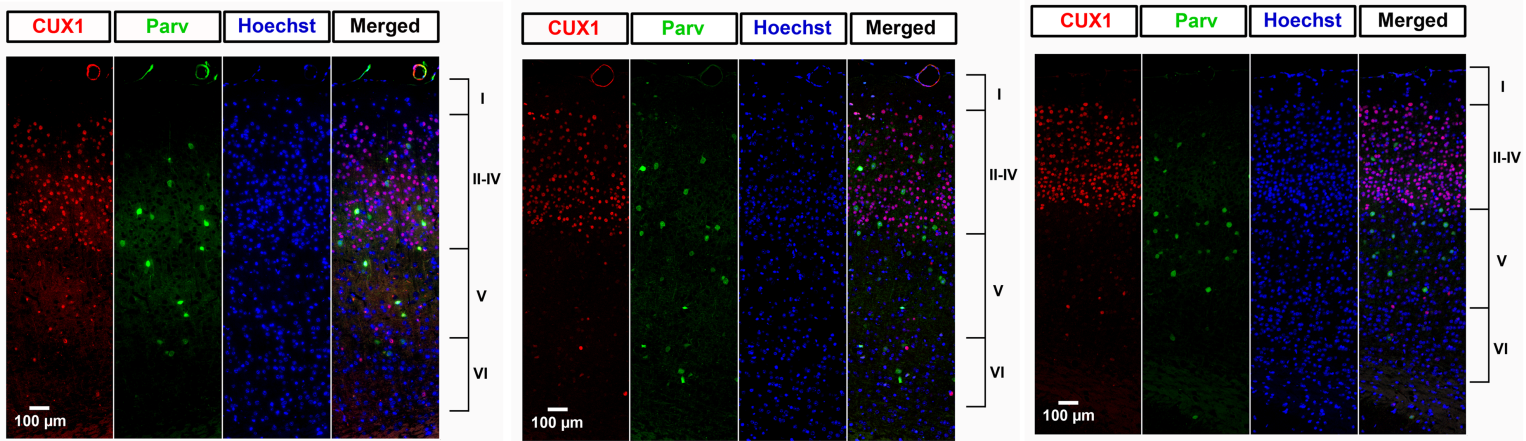 CUX1 Parv Hoechst Merged
I
II-IV
V
VI
100 µm
CUX1 Parv Hoechst Merged
I
II-IV
V
VI
100 µm
CUX1 Parv Hoechst Merged
I
II-IV
V
VI
100 µm